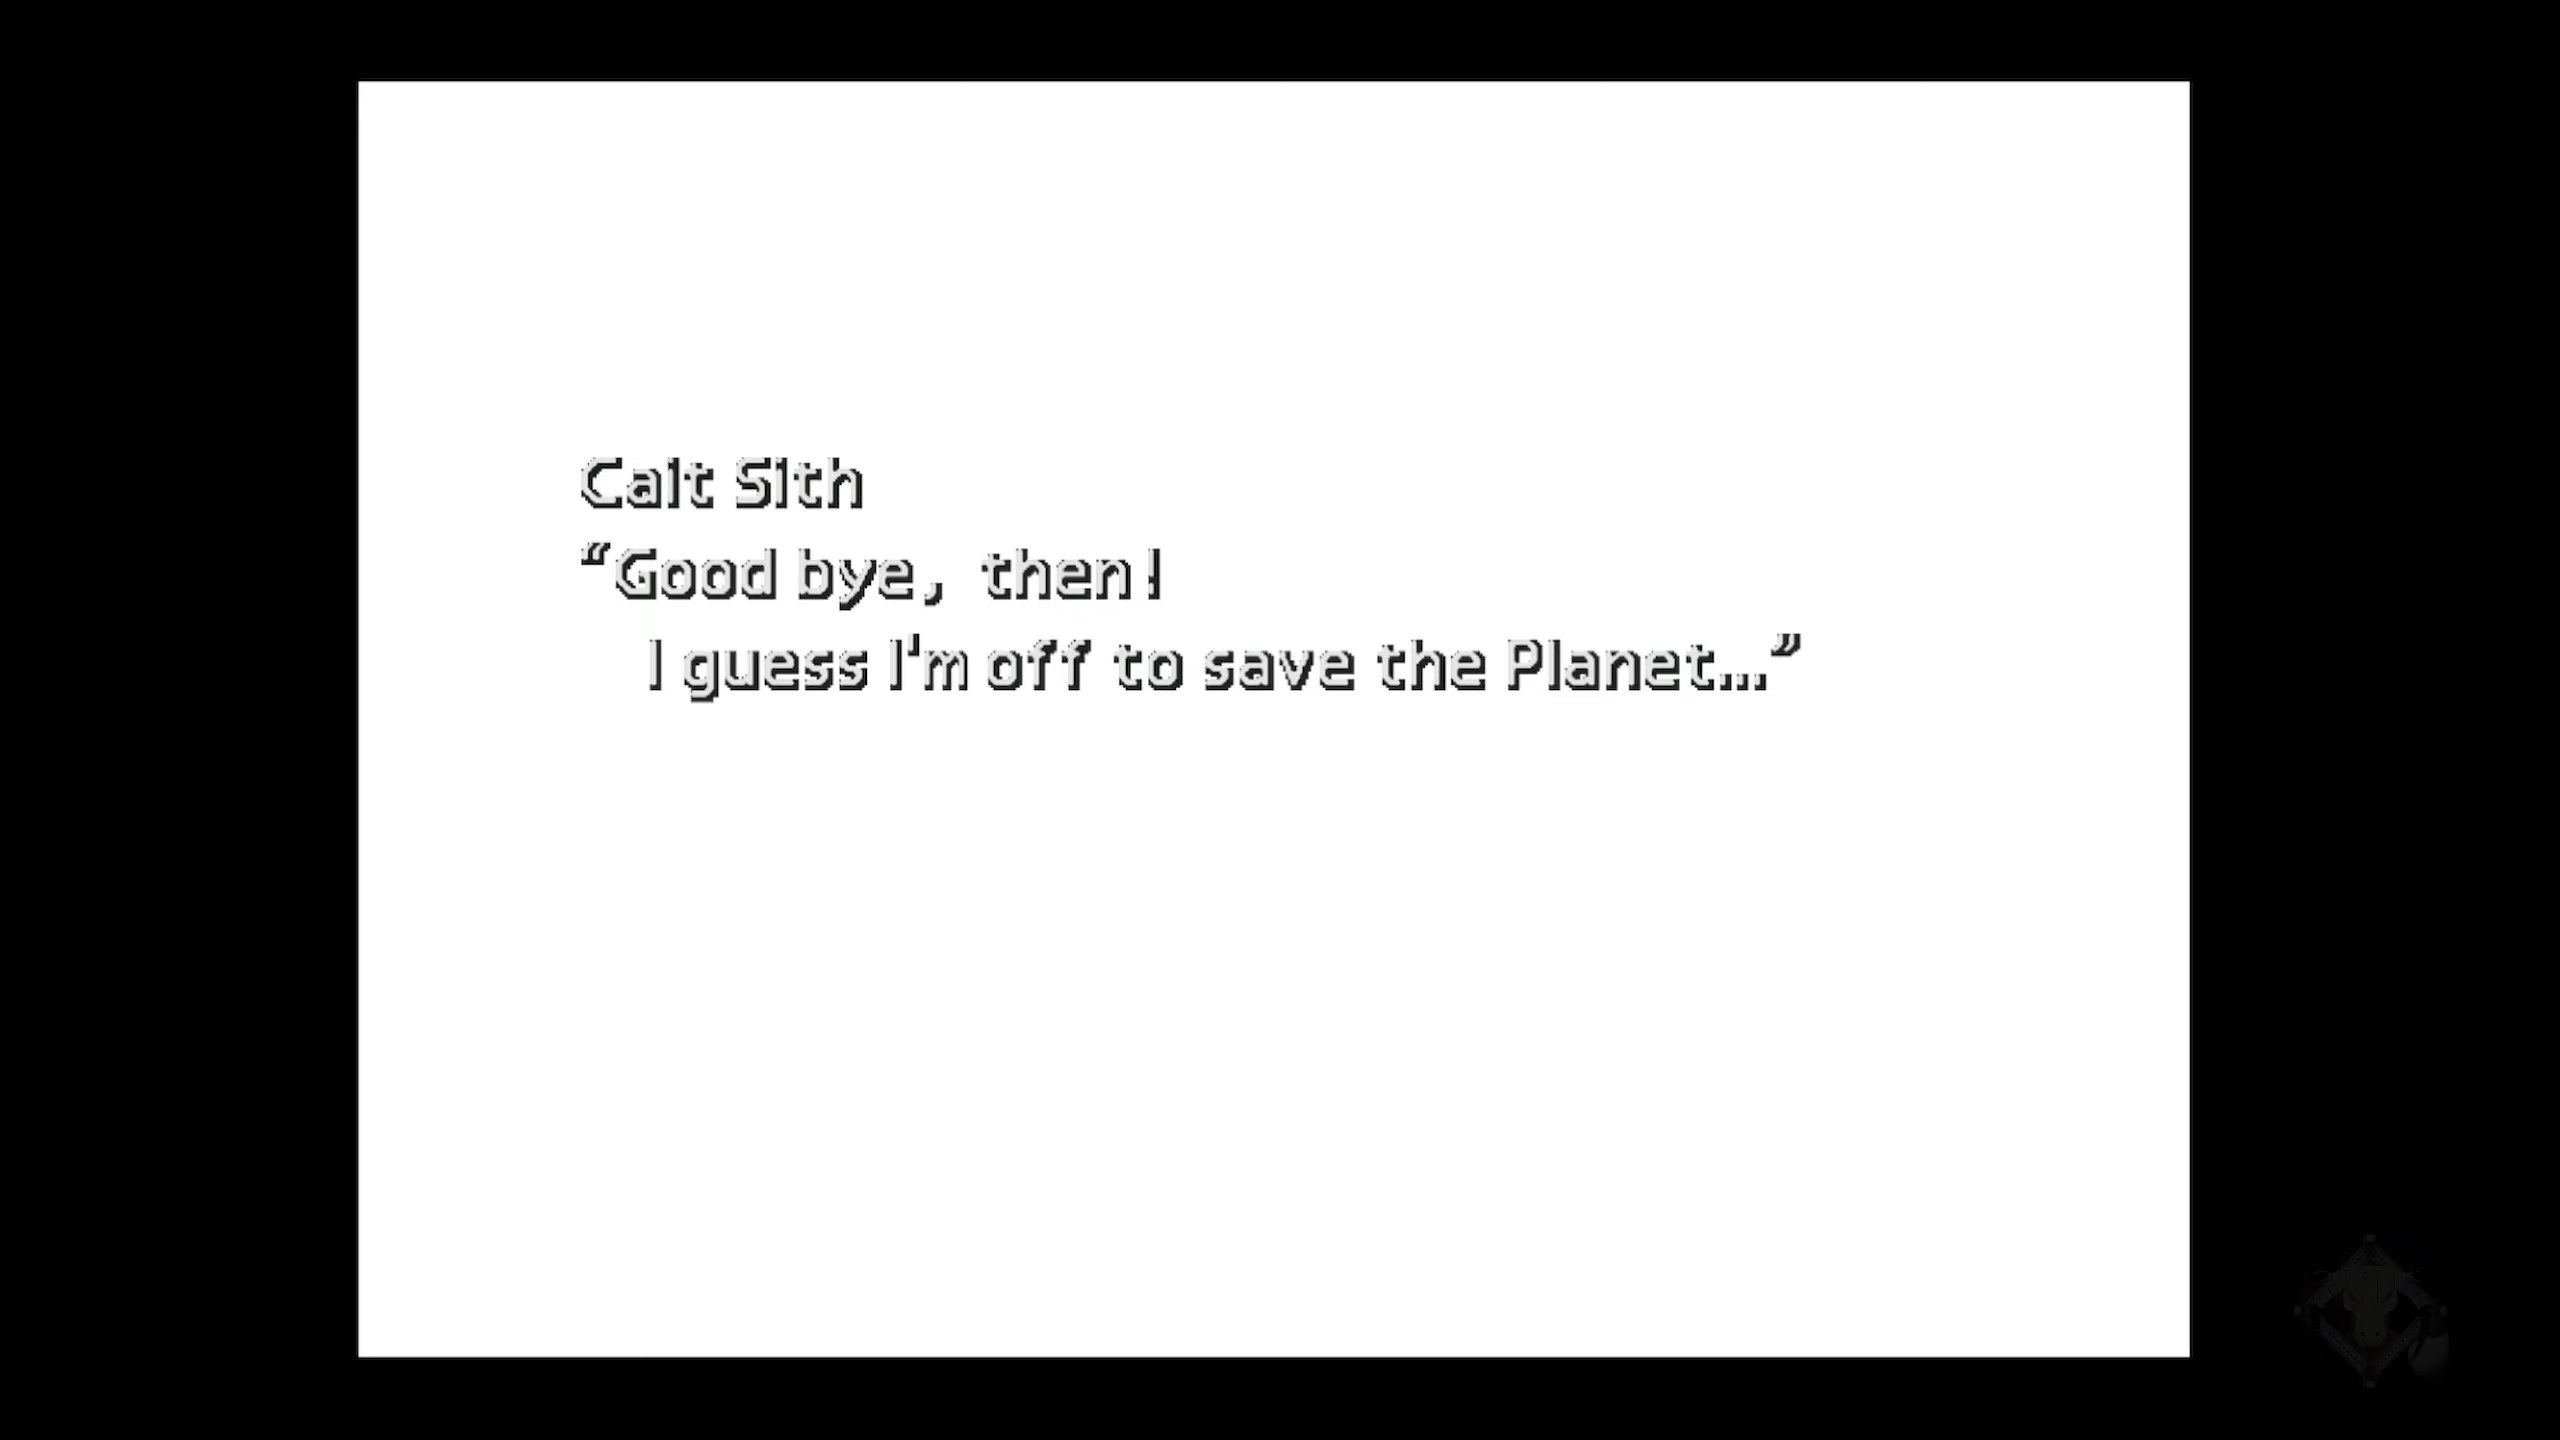 Cait Sith
“Good bye, then!
I guess I'm off to save the Planet...”